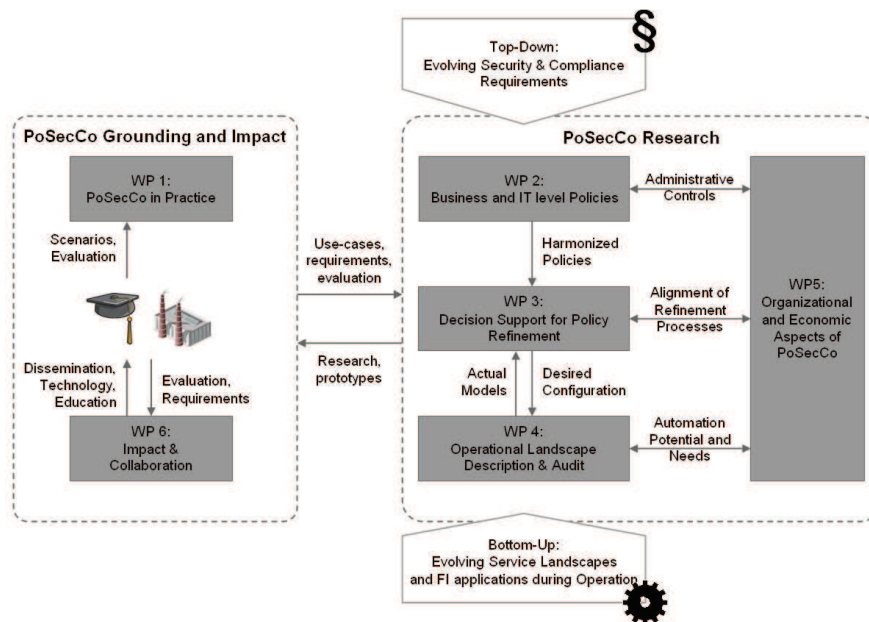 §
Top-Down:
Evolving Security & Compliance
Requirements
PoSecCo Grounding and Impact
WP 1:
PoSecCo in Practice
Scenarios,
Evaluation
Dissemination,
Technology,
Education
Evaluation,
Requirements
WP 6:
Impact &
Collaboration
Use-cases,
requirements,
evaluation
Research,
prototypes
PoSecCo Research
WP 2:
Business and IT level Policies
Administrative
Controls
Harmonized
Policies
WP 3:
Decision Support for Policy
Refinement
Alignment of
Refinement
Processes
WP5:
Organizational
and Economic
Aspects of
PoSecCo
Actual
Models
Desired
Configuration
WP 4:
Operational Landscape
Description & Audit
Automation
Potential and
Needs
Bottom-Up:
Evolving Service Landscapes
and FI applications during Operation